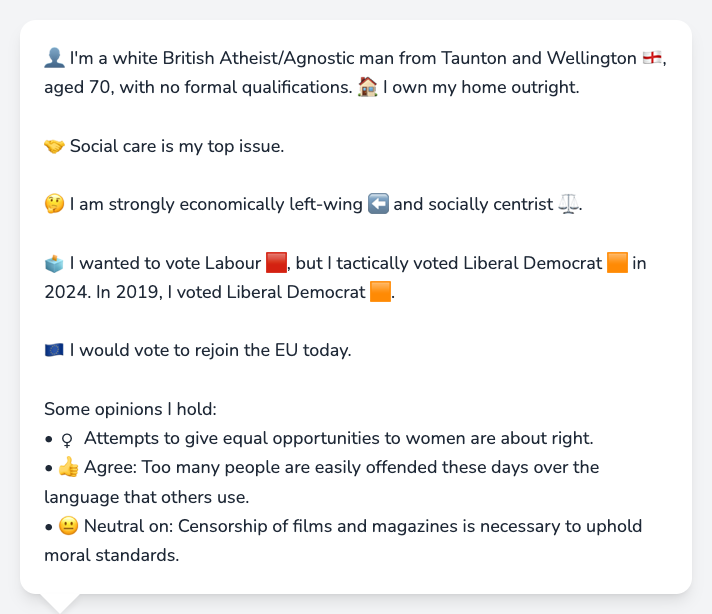 👤 I'm a white British Atheist/Agnostic man from Taunton and Wellington 🏴󠁧󠁢󠁥󠁮󠁧󠁿,
aged 70, with no formal qualifications. 🏠 I own my home outright.
🤝 Social care is my top issue.
🤔 I am strongly economically left-wing ⬅️ and socially centrist ⚖️.
🗳️ I wanted to vote Labour 🟥, but I tactically voted Liberal Democrat 🟧 in
2024. In 2019, I voted Liberal Democrat 🟧.
🇪🇺 I would vote to rejoin the EU today.
Some opinions I hold:
• ♀ Attempts to give equal opportunities to women are about right.
• 👍 Agree: Too many people are easily offended these days over the
language that others use.
• 😐 Neutral on: Censorship of films and magazines is necessary to uphold
moral standards.